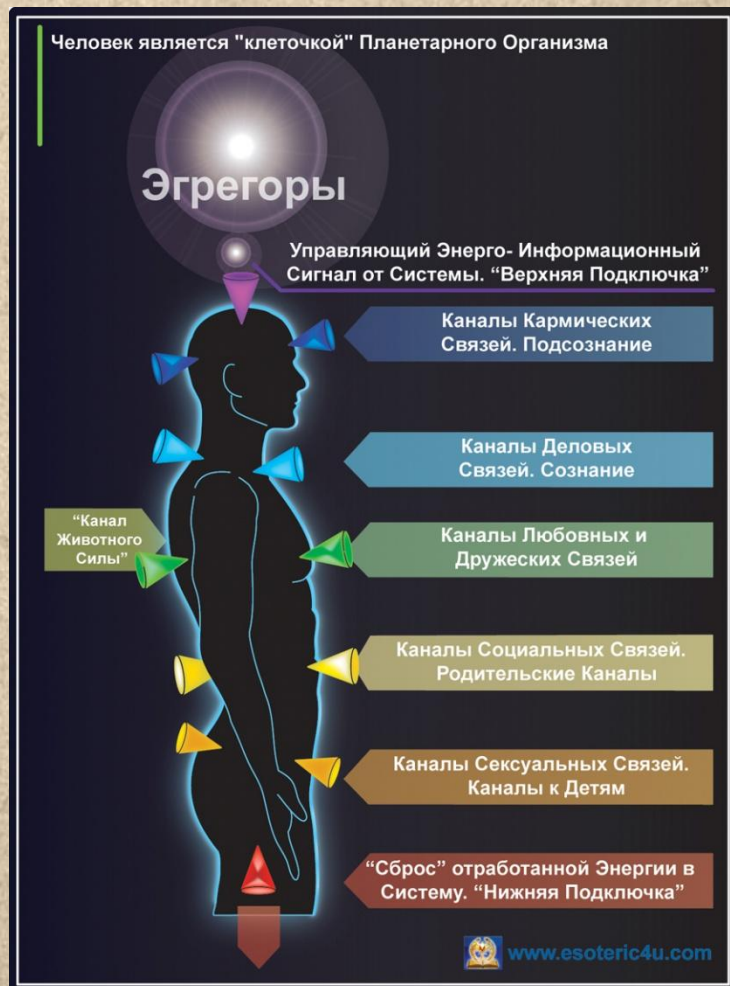 Человек является "клеточкой" Планетарного Организма
Эгрегоры
Управляющий Энерго- Информационный
Сигнал от Системы. “Верхняя Подключка”
Каналы Кармических
Связей. Подсознание
Каналы Деловых
Связей. Сознание
“Канал
Животного
Силы”
Каналы Любовных и
Дружеских Связей
Каналы Социальных Связей.
Родительские Каналы
Каналы Сексуальных Связей.
Каналы к Детям
“Сброс” отработанной Энергии в
Систему. “Нижняя Подключка”
www.esoteric4u.com